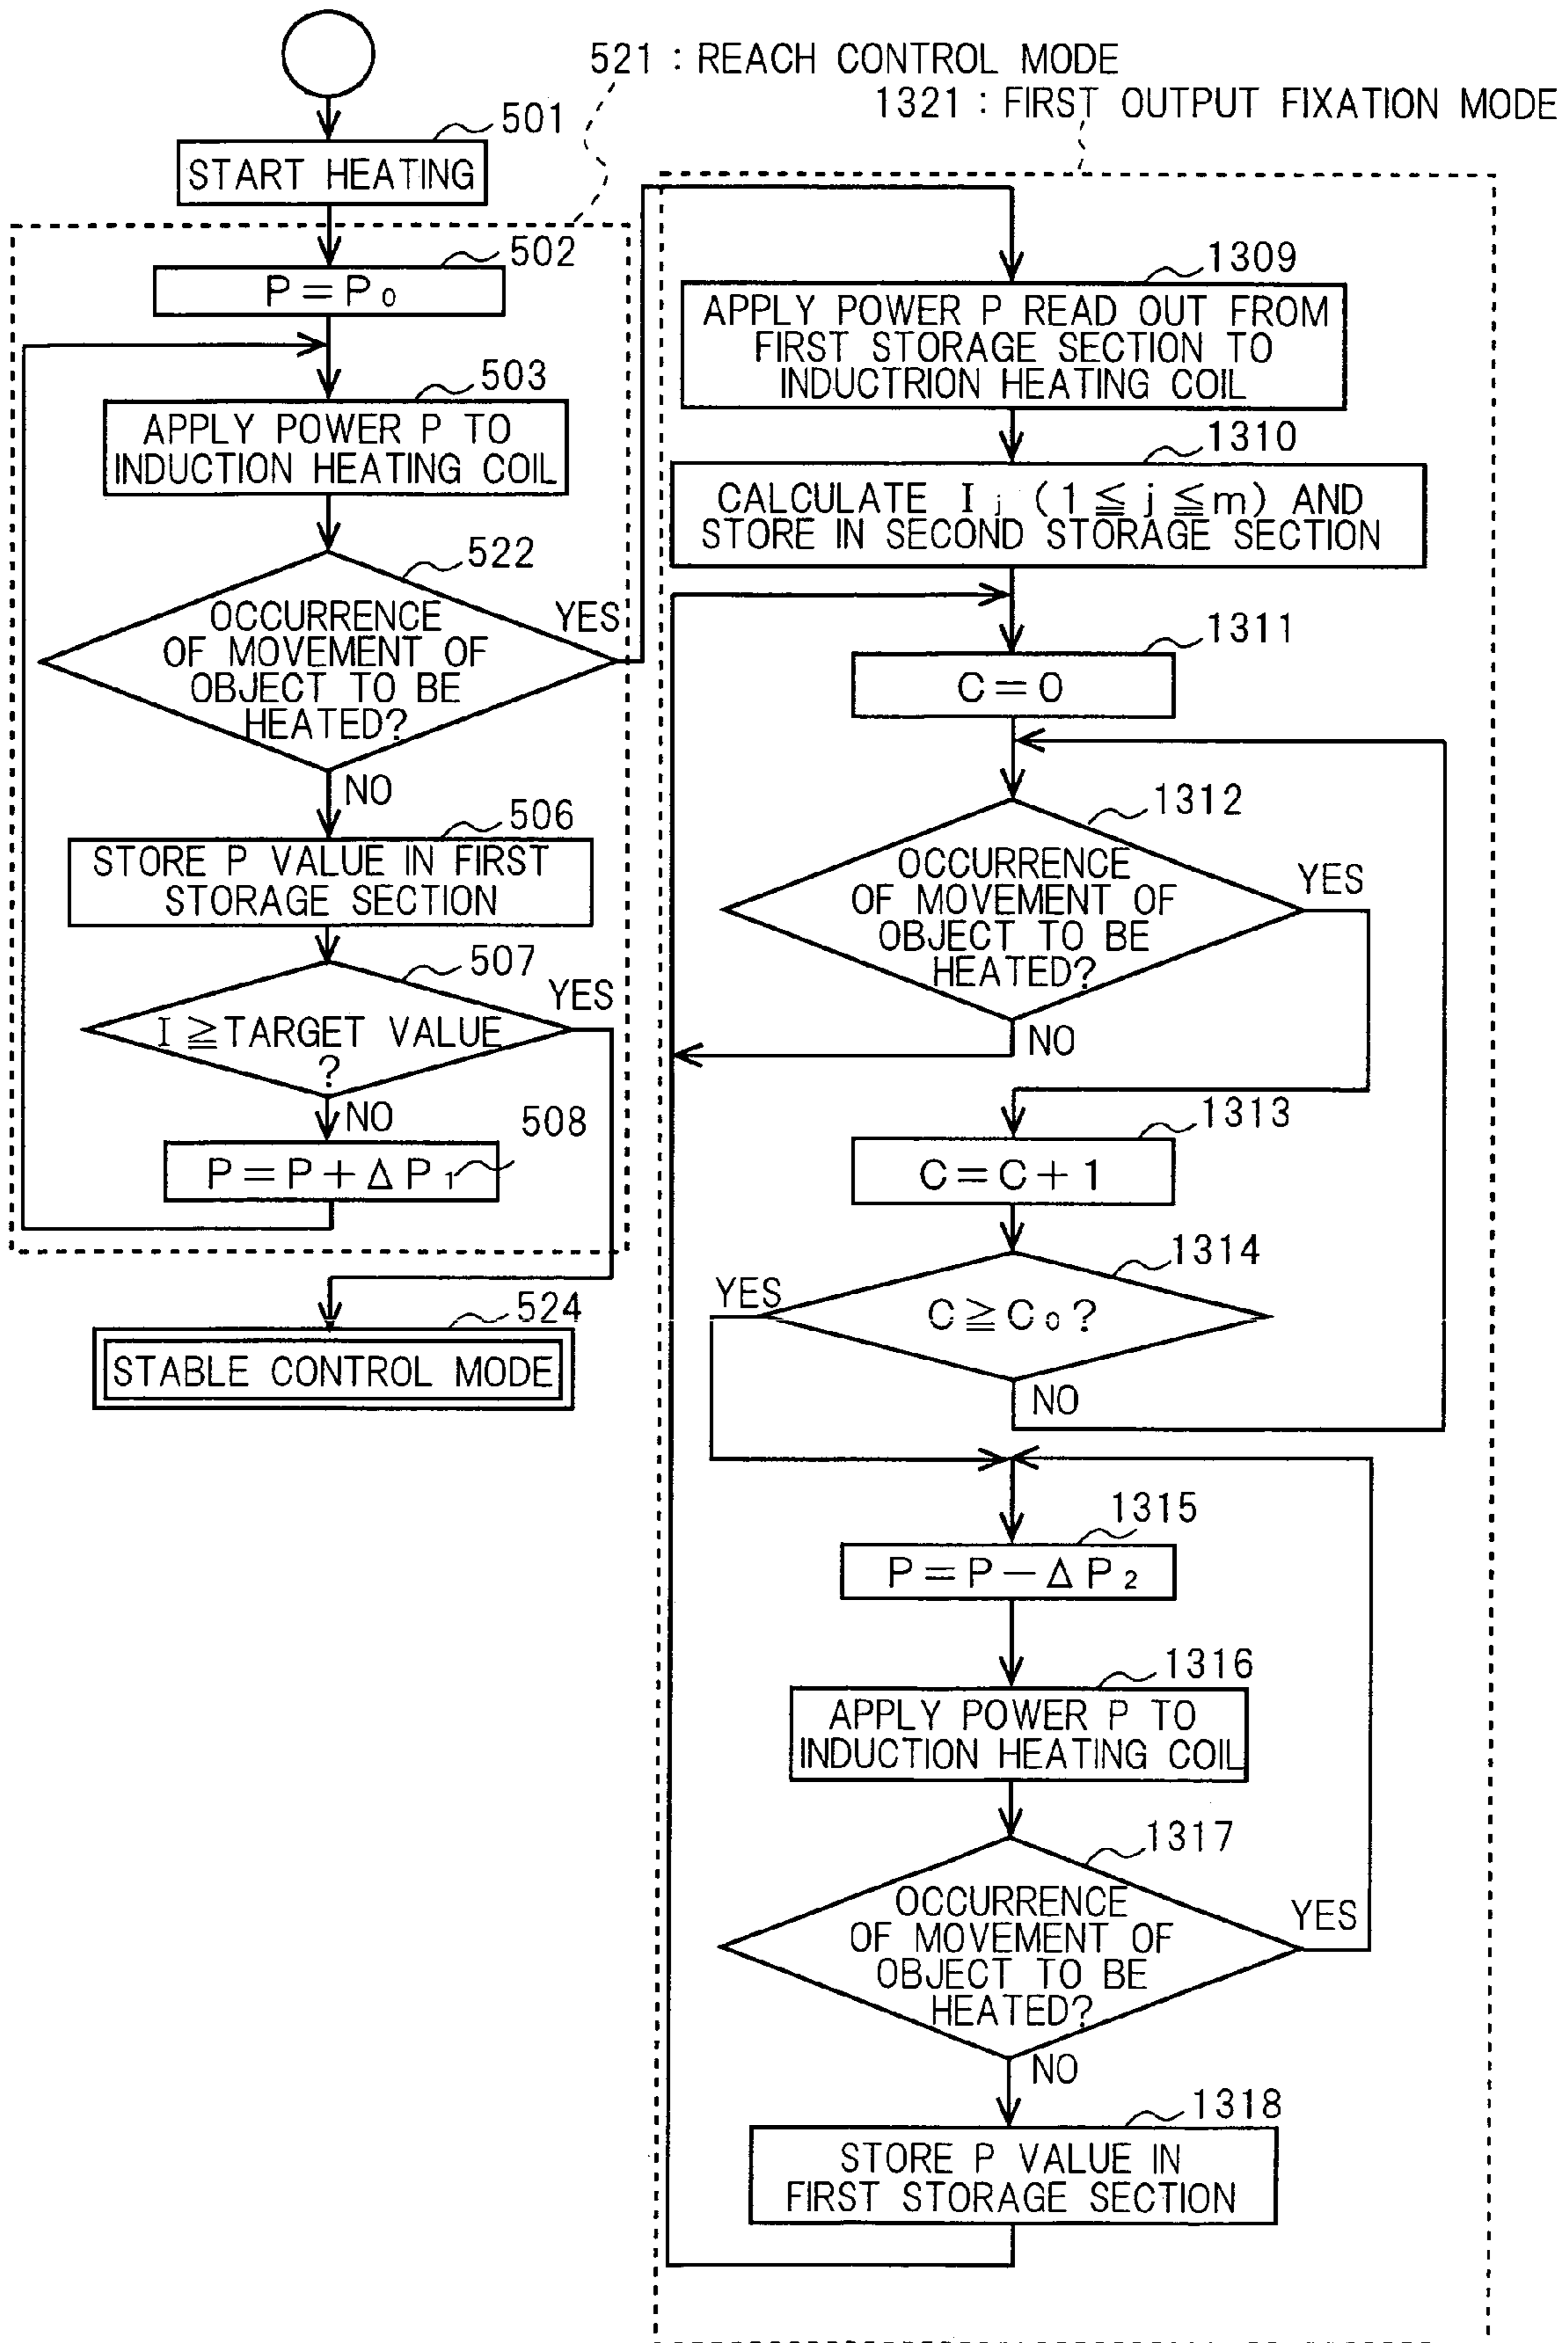 521 : REACH CONTROL MODE
1321 : FIRST OUTPUT FIXATION MODE
501
START HEATING
502
P=P₀
503
APPLY POWER P TO
INDUCTION HEATING COIL
522
OCCURRENCE
OF MOVEMENT OF
OBJECT TO BE
HEATED?
YES
NO
506
STORE P VALUE IN FIRST
STORAGE SECTION
507
YES
I ≧TARGET VALUE
?
NO
508
P=P+ΔP₁
524
STABLE CONTROL MODE
1309
APPLY POWER P READ OUT FROM
FIRST STORAGE SECTION TO
INDUCTRION HEATING COIL
1310
CALCULATE Iⱼ (1≦j≦m) AND
STORE IN SECOND STORAGE SECTION
1311
C=0
1312
OCCURRENCE
OF MOVEMENT OF
OBJECT TO BE
HEATED?
YES
NO
1313
C=C+1
1314
YES
C≧C₀?
NO
1315
P=P-ΔP₂
1316
APPLY POWER P TO
INDUCTION HEATING COIL
1317
OCCURRENCE
OF MOVEMENT OF
OBJECT TO BE
HEATED?
YES
NO
1318
STORE P VALUE IN
FIRST STORAGE SECTION